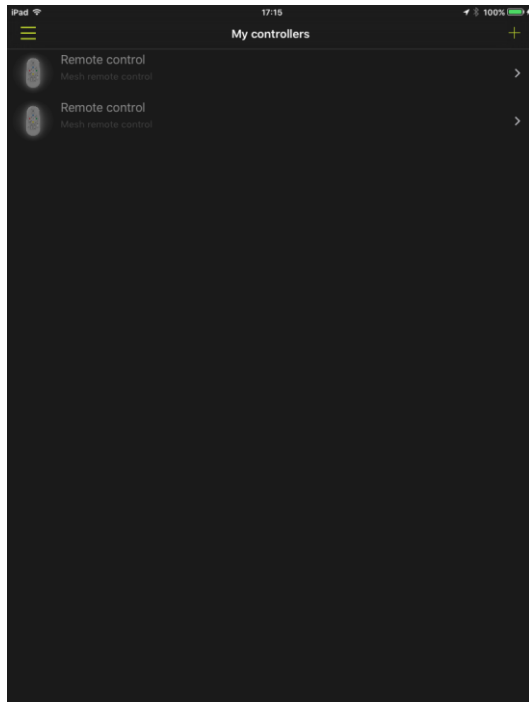 iPad 17:15 100%
My controllers
Remote control
Mesh remote control
Remote control
Mesh remote control